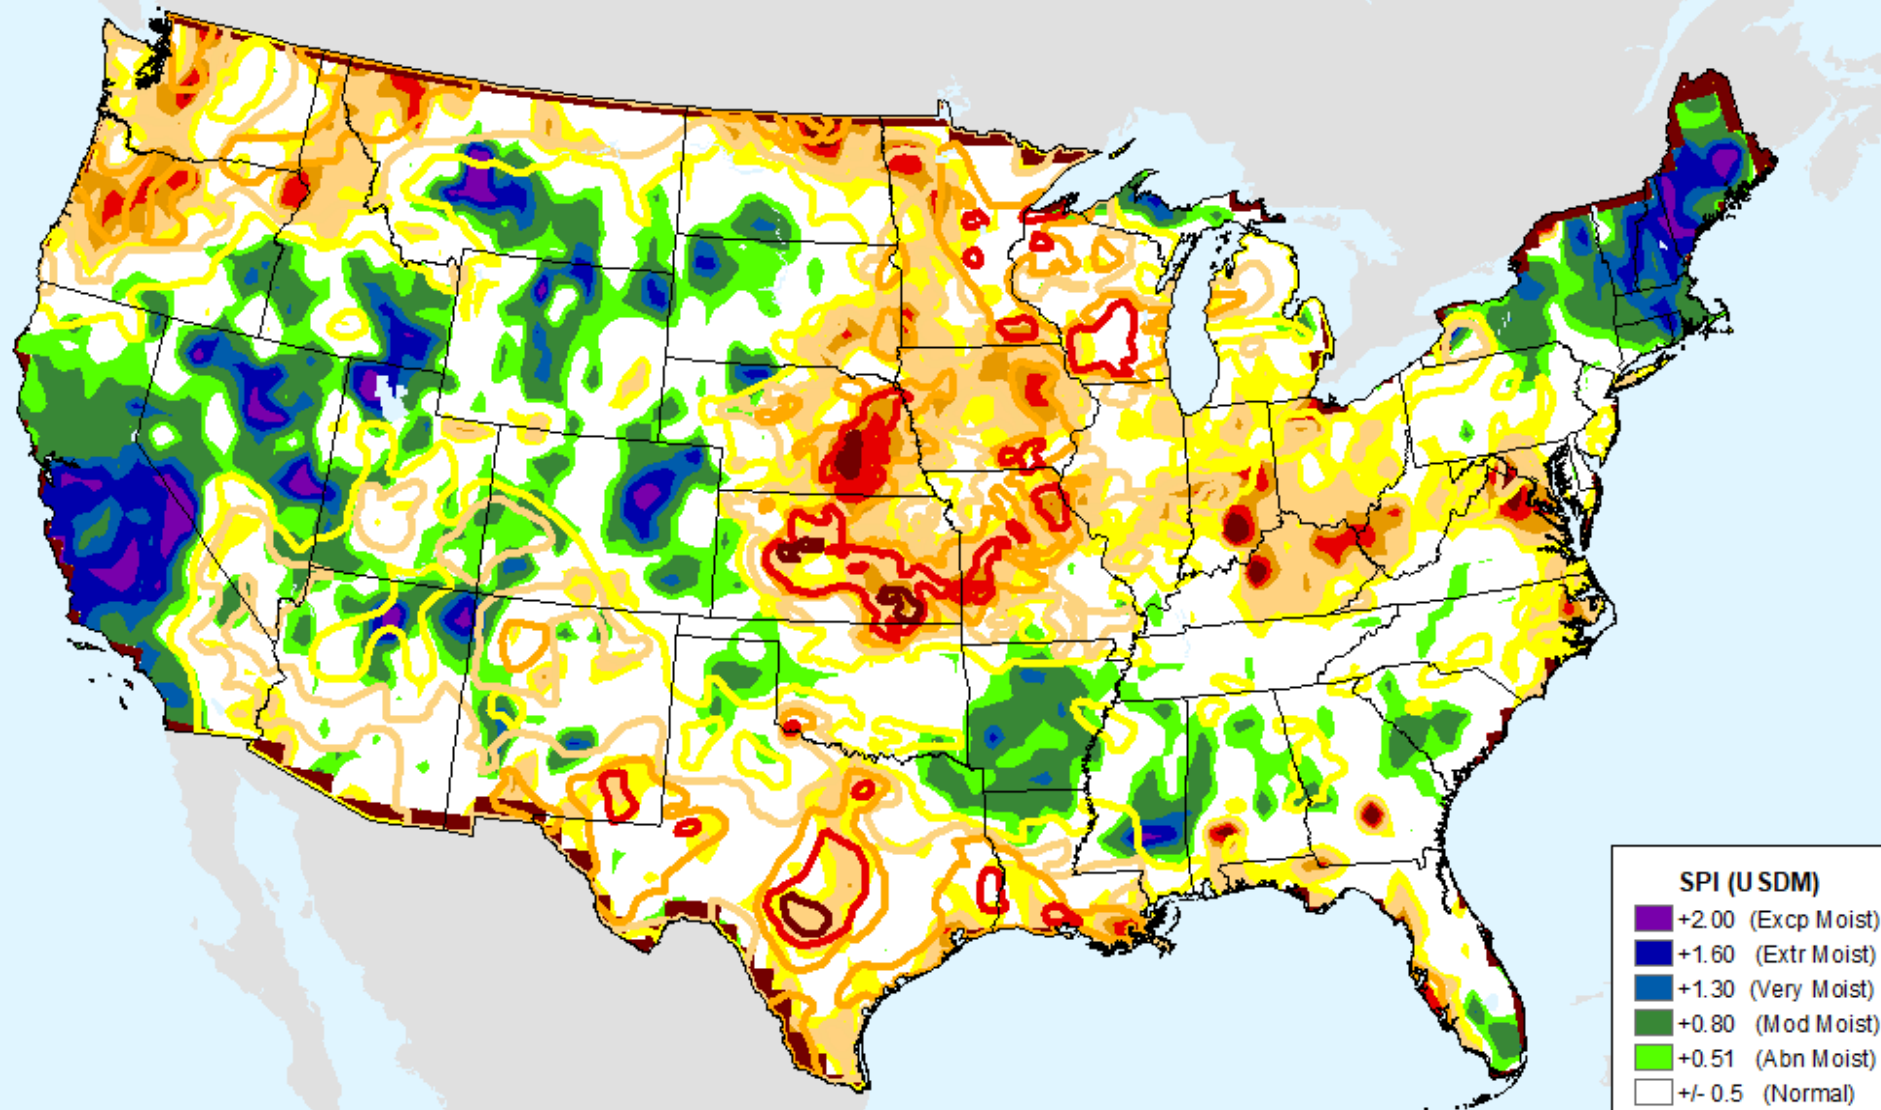 SPI (USDM)
+2.00 (Excp Moist)
+1.60 (Extr Moist)
+1.30 (Very Moist)
+0.80 (Mod Moist)
+0.51 (Abn Moist)
+/- 0.5 (Normal)